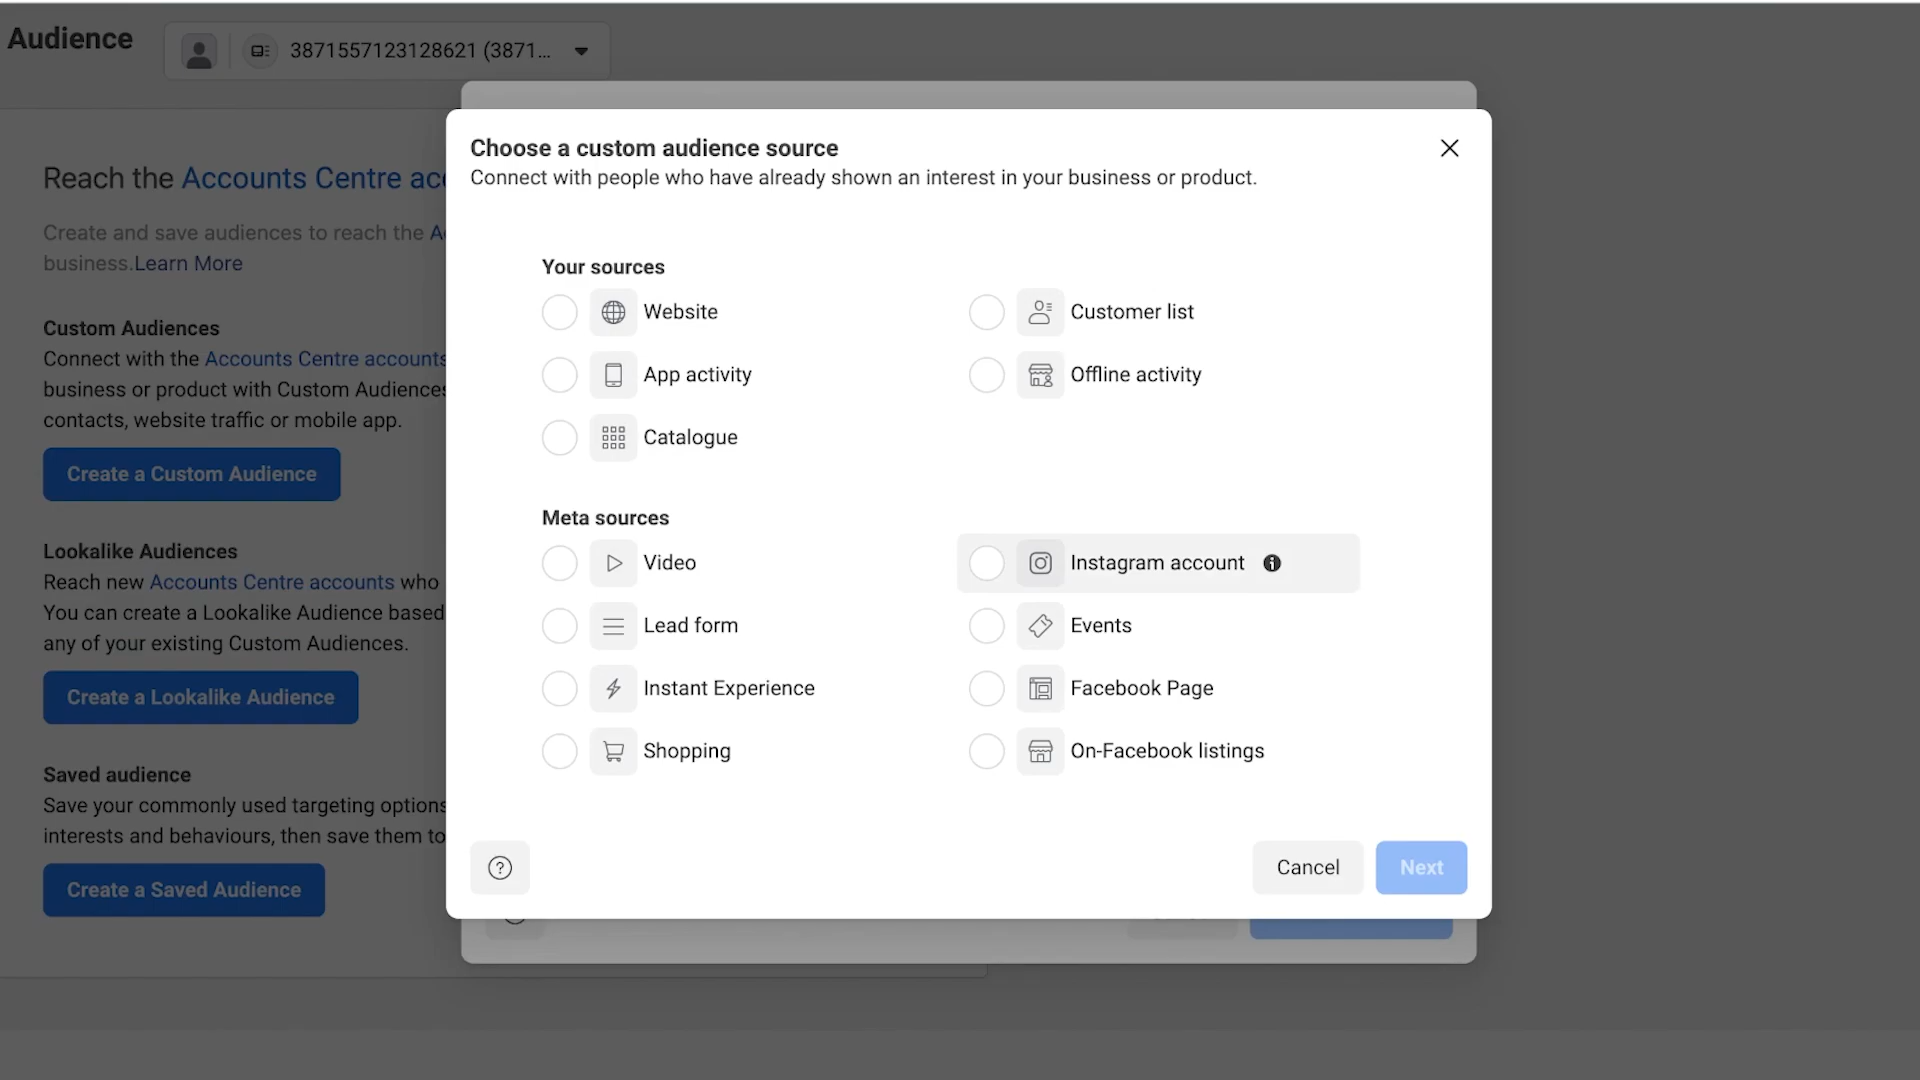 Audience
3871557123128621 (3871...
Reach the Accounts Centre acc
Create and save audiences to reach the
business.Learn More
Custom Audiences
Connect with the Accounts Centre accounts
business or product with Custom Audiences
contacts, website traffic or mobile app.
Create a Custom Audience
Lookalike Audiences
Reach new Accounts Centre accounts who
You can create a Lookalike Audience based
any of your existing Custom Audiences.
Create a Lookalike Audience
Saved audience
Save your commonly used targeting options
interests and behaviours, then save them to
Create a Saved Audience
Choose a custom audience source
Connect with people who have already shown an interest in your business or product.
Your sources
Website
Customer list
App activity
Offline activity
Catalogue
Meta sources
Video
Instagram account
Lead form
Events
Instant Experience
Facebook Page
Shopping
On-Facebook listings
Cancel
Next